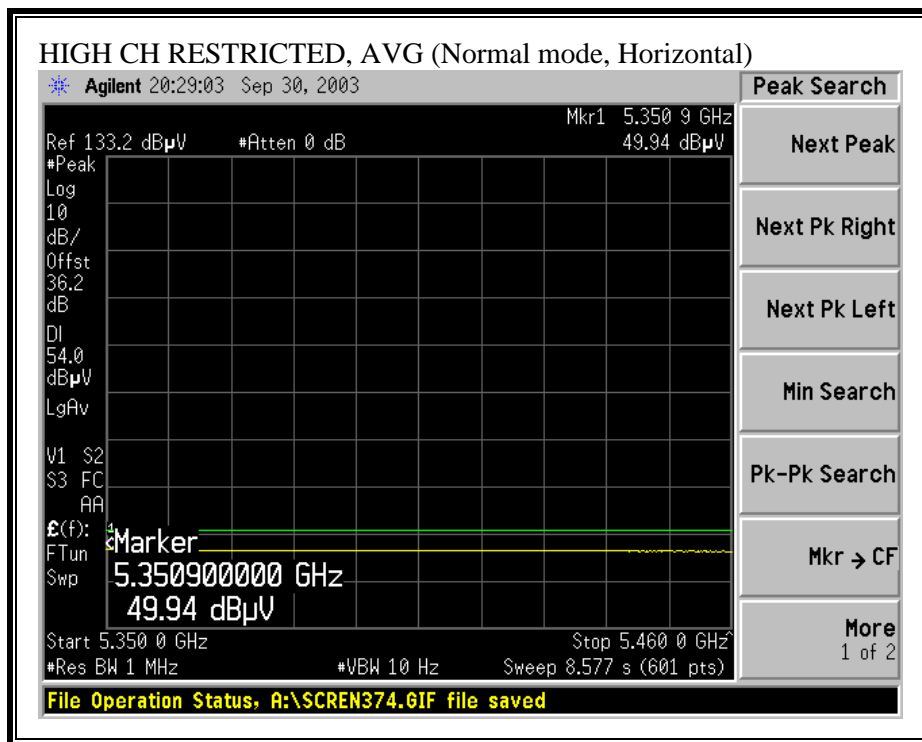 HIGH CH RESTRICTED, AVG (Normal mode, Horizontal)
Agilent 20:29:03 Sep 30, 2003
Peak Search
Mkr1 5.350 9 GHz
Ref 133.2 dBµV #Atten 0 dB 49.94 dBµV
#Peak
Log
10
dB/
Offst
36.2
dB
DI
54.0
dBµV
LgAv
V1 S2
S3 FC
AA
£(f):
FTun
Swp
1
Marker
5.350900000 GHz
49.94 dBµV
Start 5.350 0 GHz Stop 5.460 0 GHz^
#Res BW 1 MHz #VBW 10 Hz Sweep 8.577 s (601 pts)
Next Peak
Next Pk Right
Next Pk Left
Min Search
Pk-Pk Search
Mkr → CF
More
1 of 2
File Operation Status, A:\SCREN374.GIF file saved